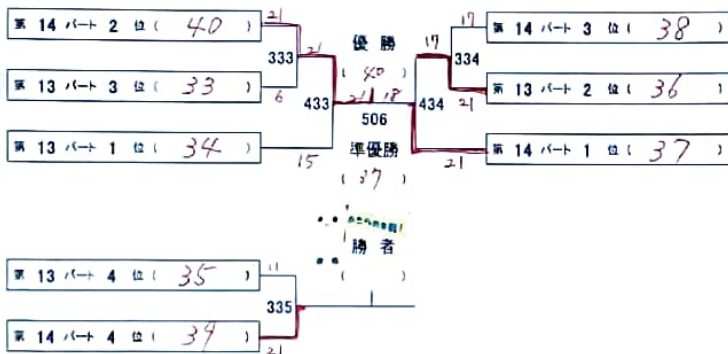 第 14 パート 2 位 ( 40 )
21
333
21
第 13 パート 3 位 ( 33 )
6
433
第 13 パート 1 位 ( 34 )
15
優 勝
( 40 )
21 18
506
準優勝
( 37 )
17
第 14 パート 3 位 ( 38 )
17
334
第 13 パート 2 位 ( 36 )
21
434
第 14 パート 1 位 ( 37 )
21
勝 者
( )
第 13 パート 4 位 ( 35 )
11
335
第 14 パート 4 位 ( 39 )
21